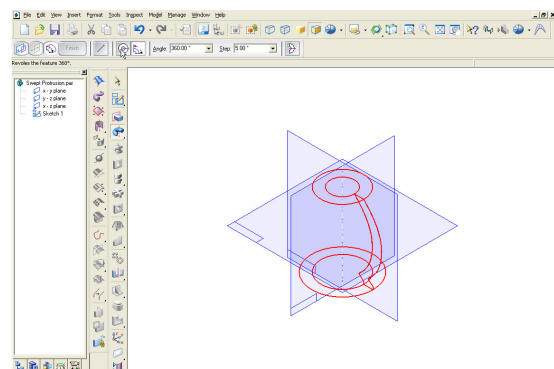 File Edit View Insert Format Tools Inspect Model Manage Window Help
Finish Angle: 360.00° Step: 5.00°
Revolves the feature 360°.
Swept Protrusion.par
x - y plane
y - z plane
x - z plane
Sketch 1